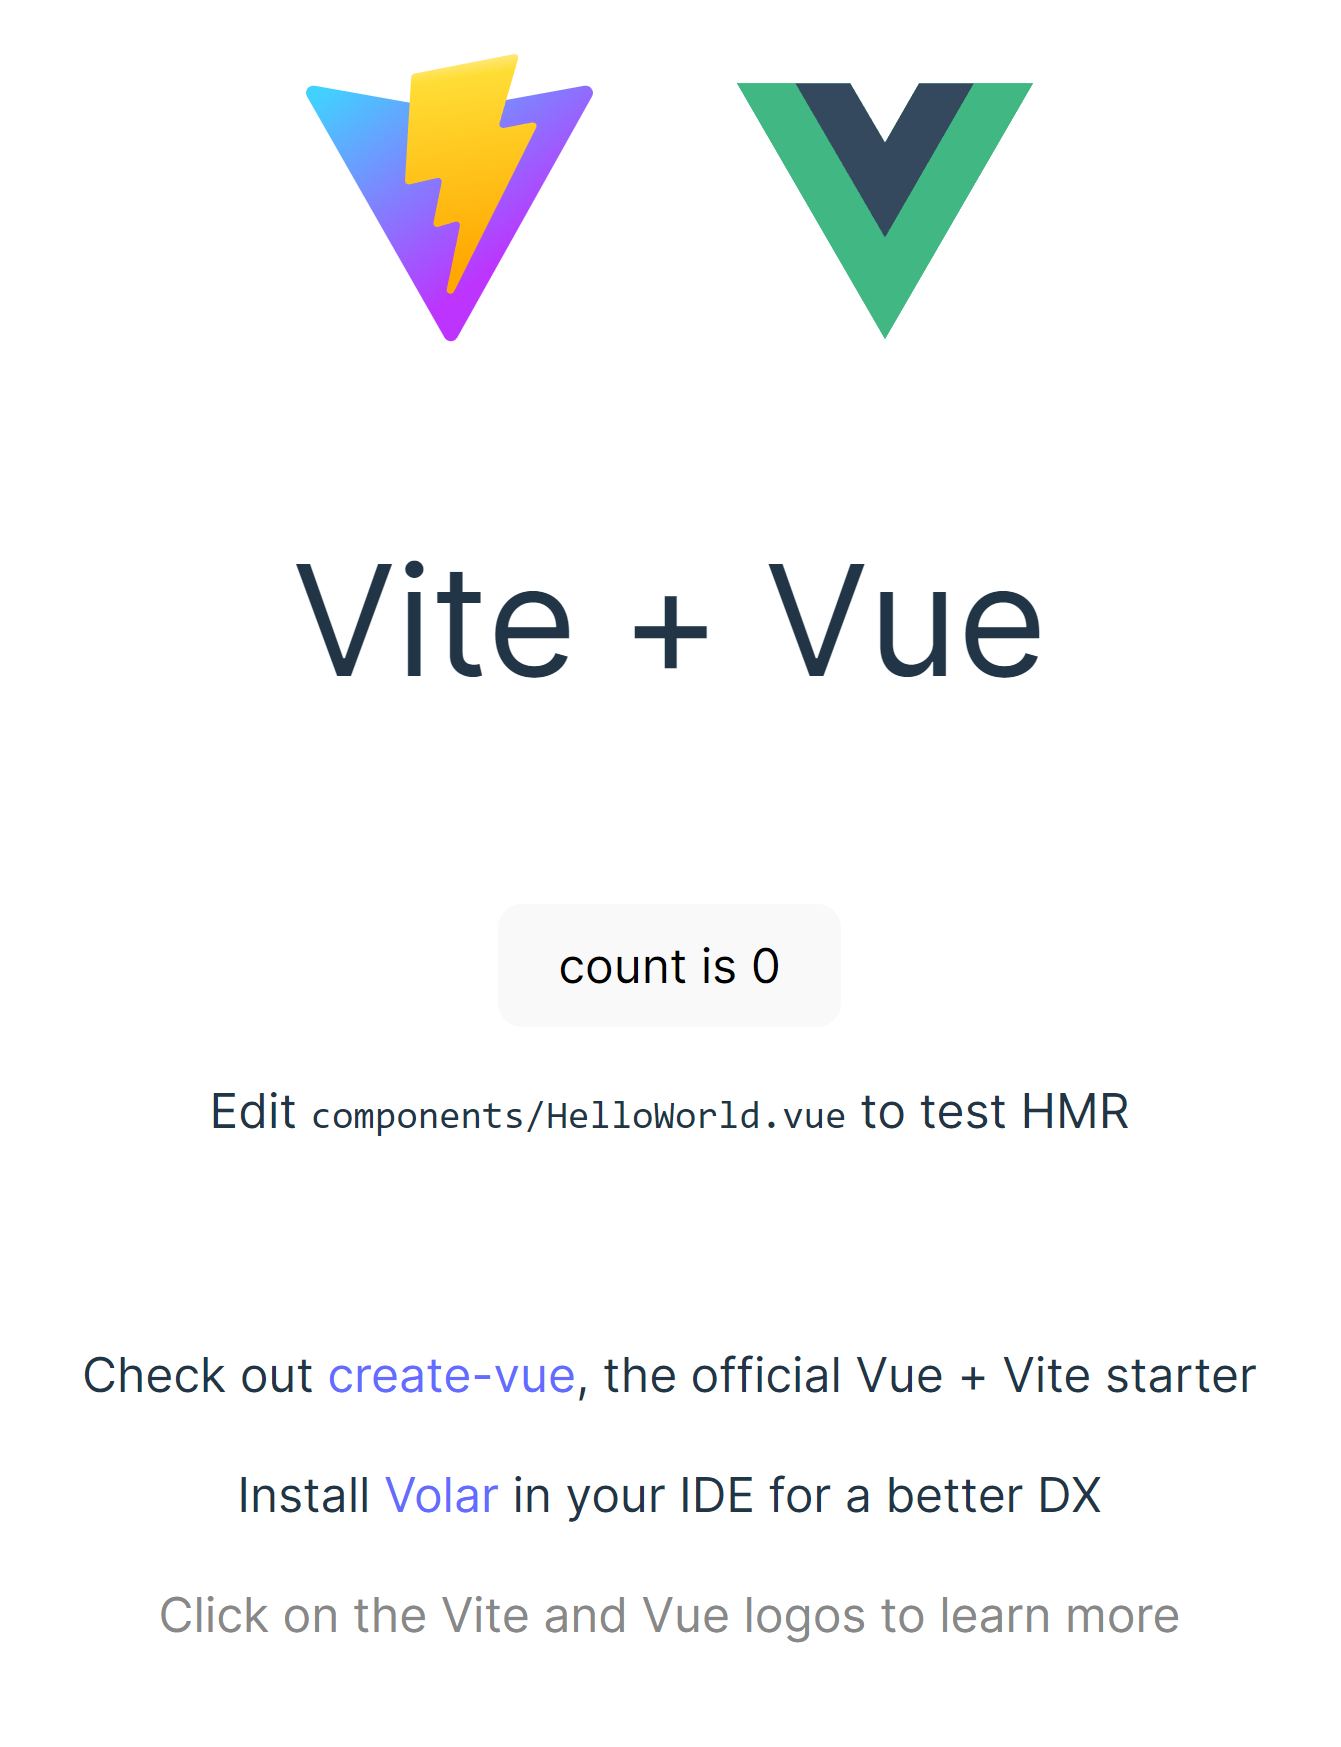 Vite + Vue
count is 0
Edit components/HelloWorld.vue to test HMR
Check out create-vue, the official Vue + Vite starter
Install Volar in your IDE for a better DX
Click on the Vite and Vue logos to learn more